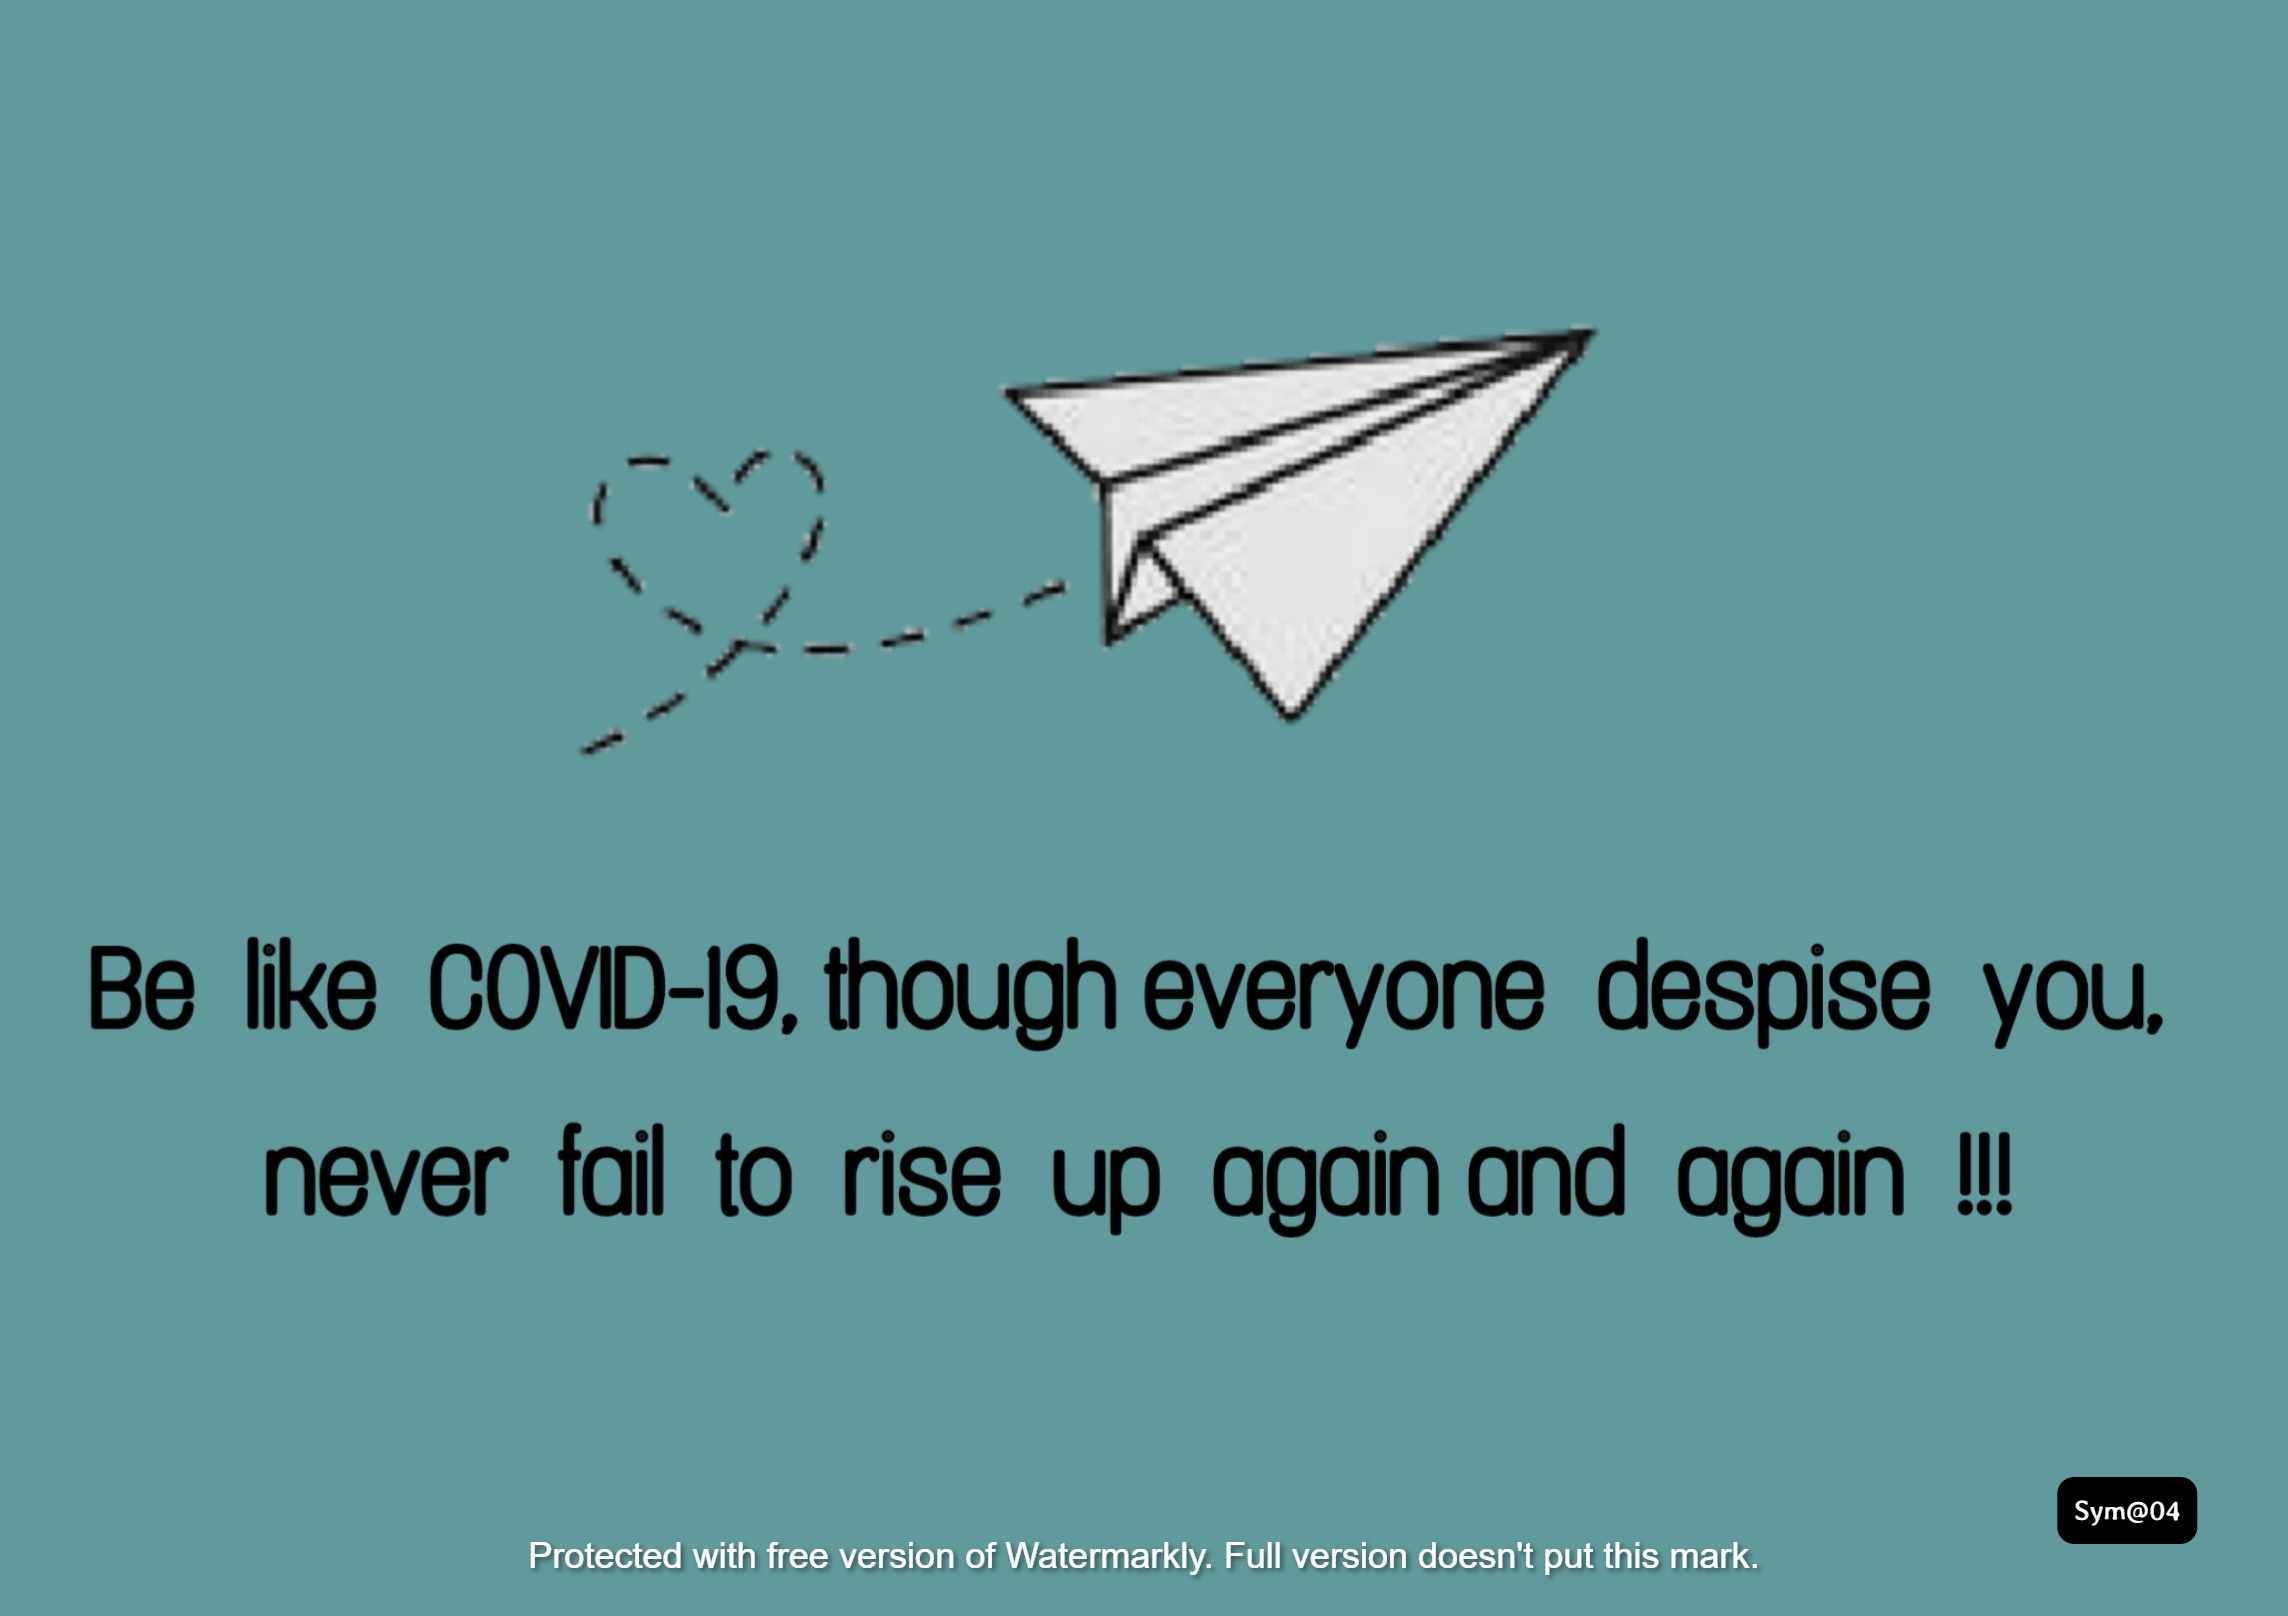 Be like COVID-19, though everyone despise you,
never fail to rise up again and again !!!
Sym@04
Protected with free version of Watermarkly. Full version doesn't put this mark.